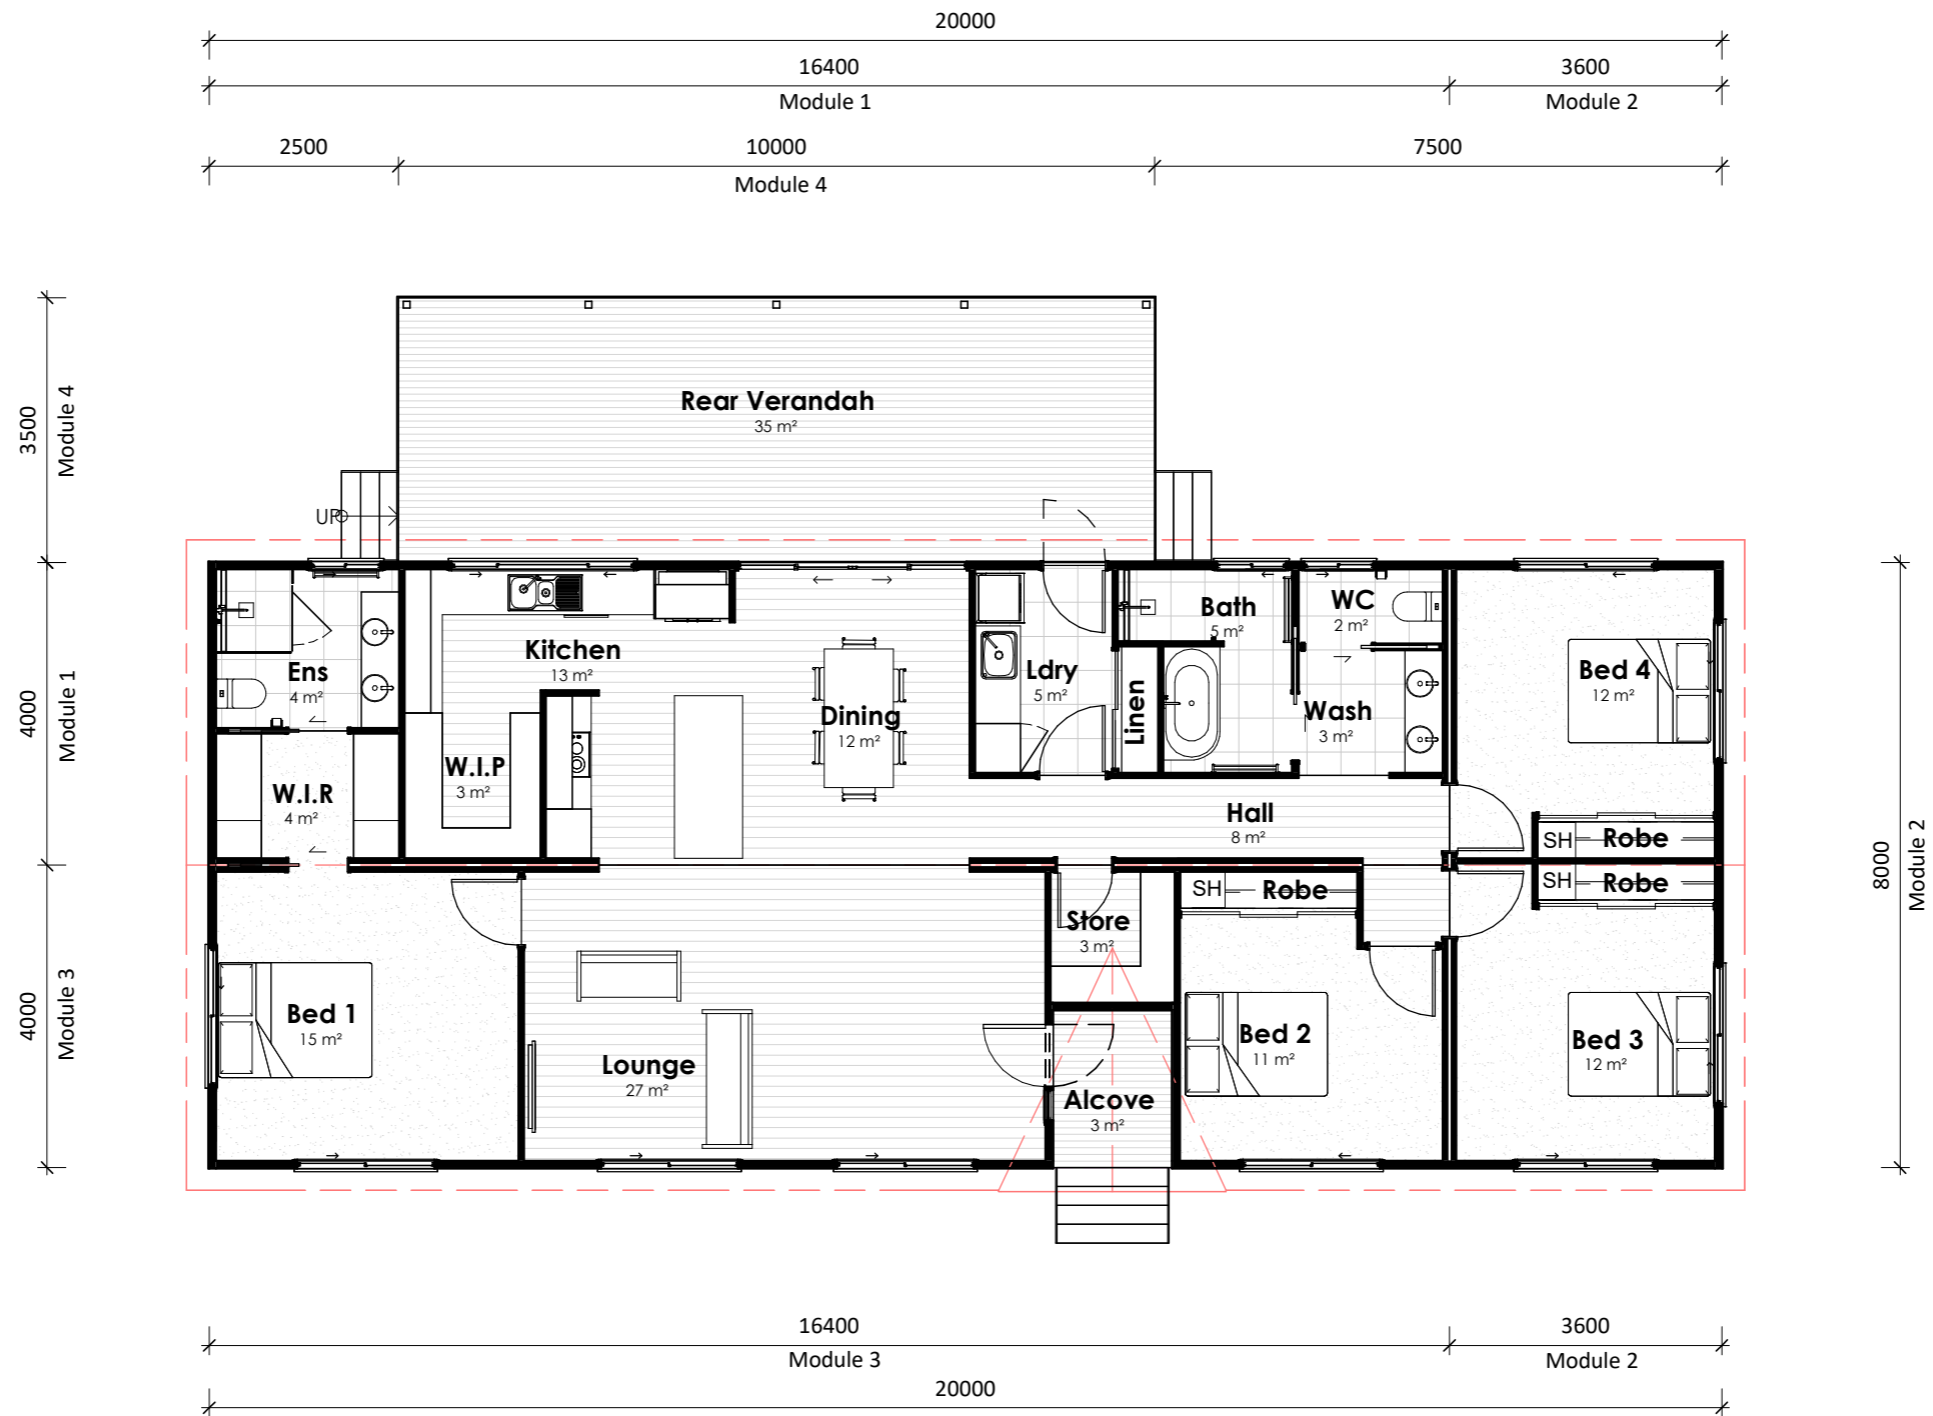 20000
16400
3600
Module 1
Module 2
2500
10000
7500
Module 4
3500
Module 4
Rear Verandah
35 m²
UP
4000
Module 1
Ens
4 m²
Kitchen
13 m²
Dining
12 m²
Ldry
5 m²
Linen
Bath
5 m²
WC
2 m²
Wash
3 m²
Bed 4
12 m²
W.I.R
4 m²
W.I.P
3 m²
Hall
8 m²
SH
Robe
8000
Module 2
SH
Robe
SH
Robe
Store
3 m²
4000
Module 3
Bed 1
15 m²
Lounge
27 m²
Alcove
3 m²
Bed 2
11 m²
Bed 3
12 m²
16400
3600
Module 3
Module 2
20000